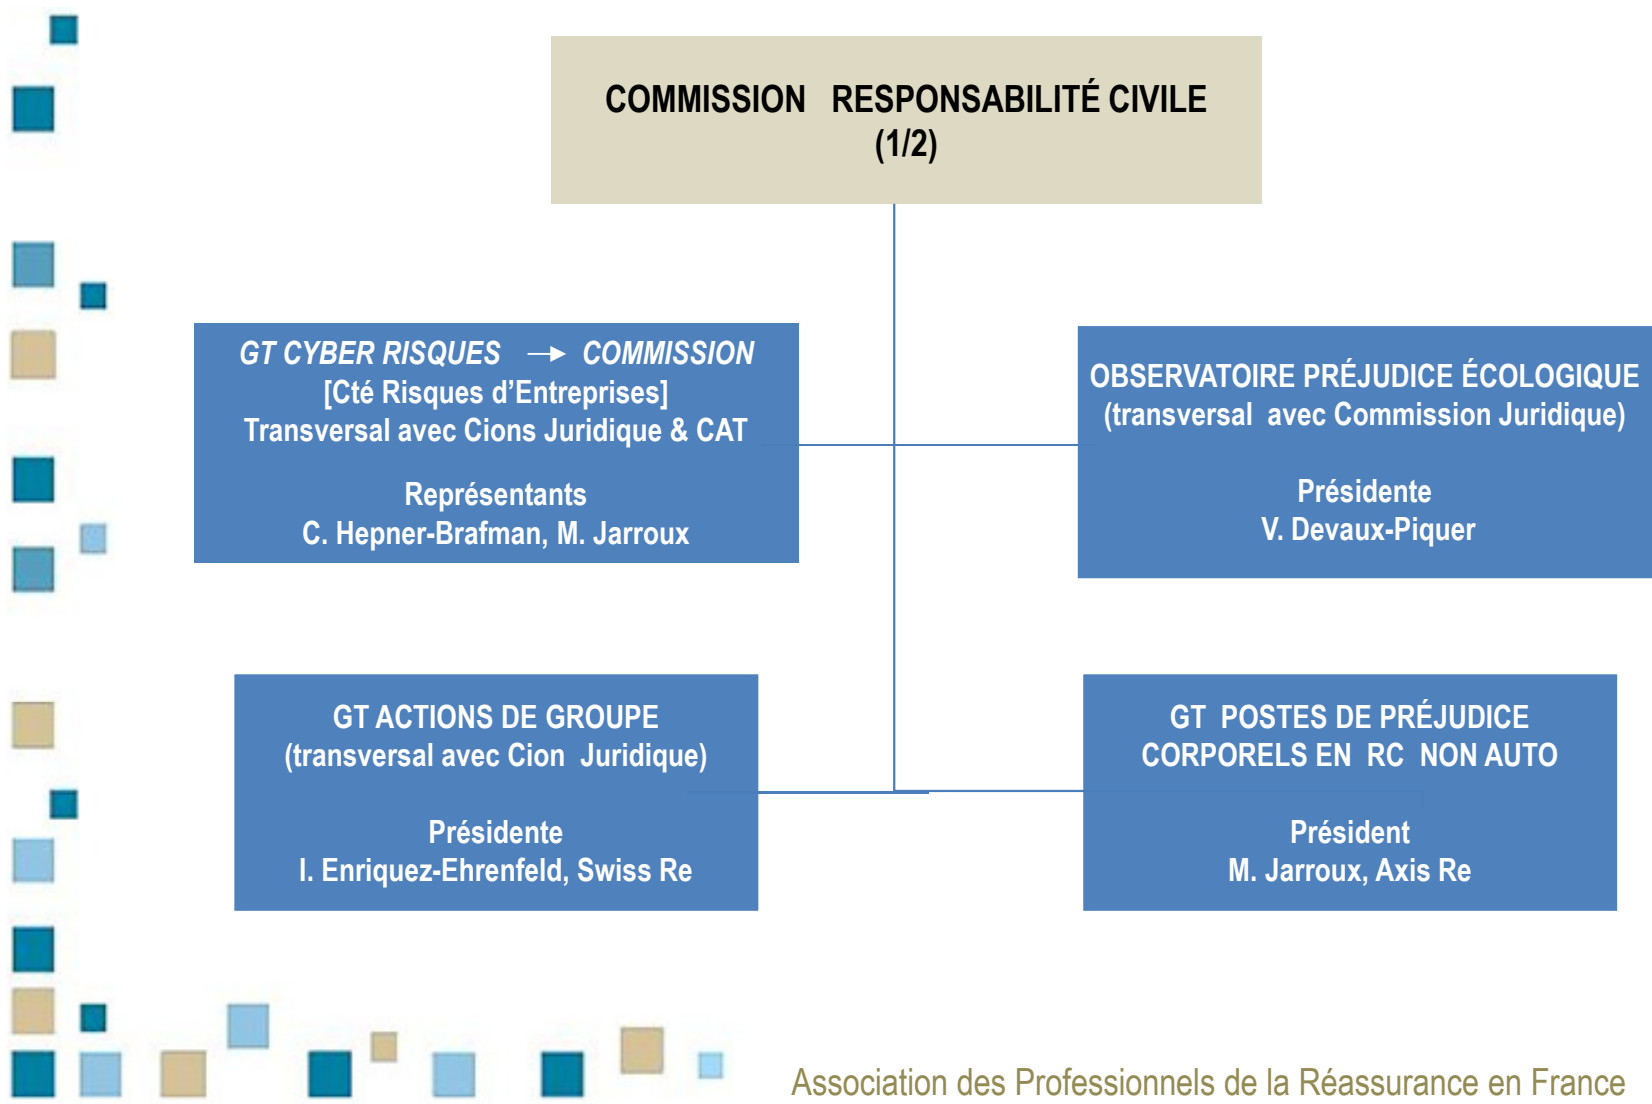 COMMISSION RESPONSABILITÉ CIVILE
(1/2)
GT CYBER RISQUES → COMMISSION
[Cté Risques d'Entreprises]
Transversal avec Cions Juridique & CAT
Représentants
C. Hepner-Brafman, M. Jarroux
OBSERVATOIRE PRÉJUDICE ÉCOLOGIQUE
(transversal avec Commission Juridique)
Présidente
V. Devaux-Piquer
GT ACTIONS DE GROUPE
(transversal avec Cion Juridique)
Présidente
I. Enriquez-Ehrenfeld, Swiss Re
GT POSTES DE PRÉJUDICE
CORPORELS EN RC NON AUTO
Président
M. Jarroux, Axis Re
Association des Professionnels de la Réassurance en France